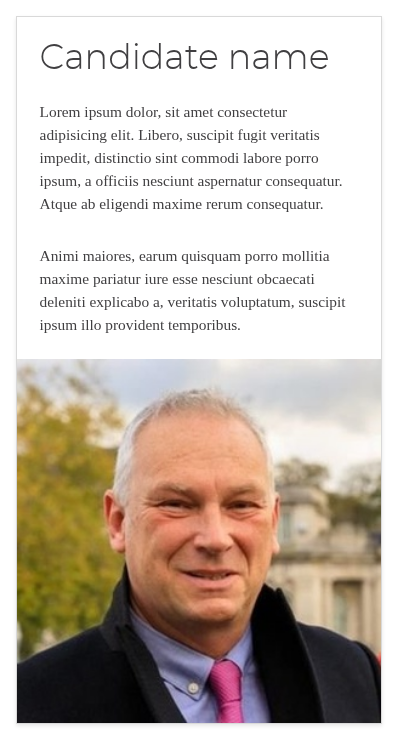 Candidate name
Lorem ipsum dolor, sit amet consectetur
adipisicing elit. Libero, suscipit fugit veritatis
impedit, distinctio sint commodi labore porro
ipsum, a officiis nesciunt aspernatur consequatur.
Atque ab eligendi maxime rerum consequatur.
Animi maiores, earum quisquam porro mollitia
maxime pariatur iure esse nesciunt obcaecati
deleniti explicabo a, veritatis voluptatum, suscipit
ipsum illo provident temporibus.